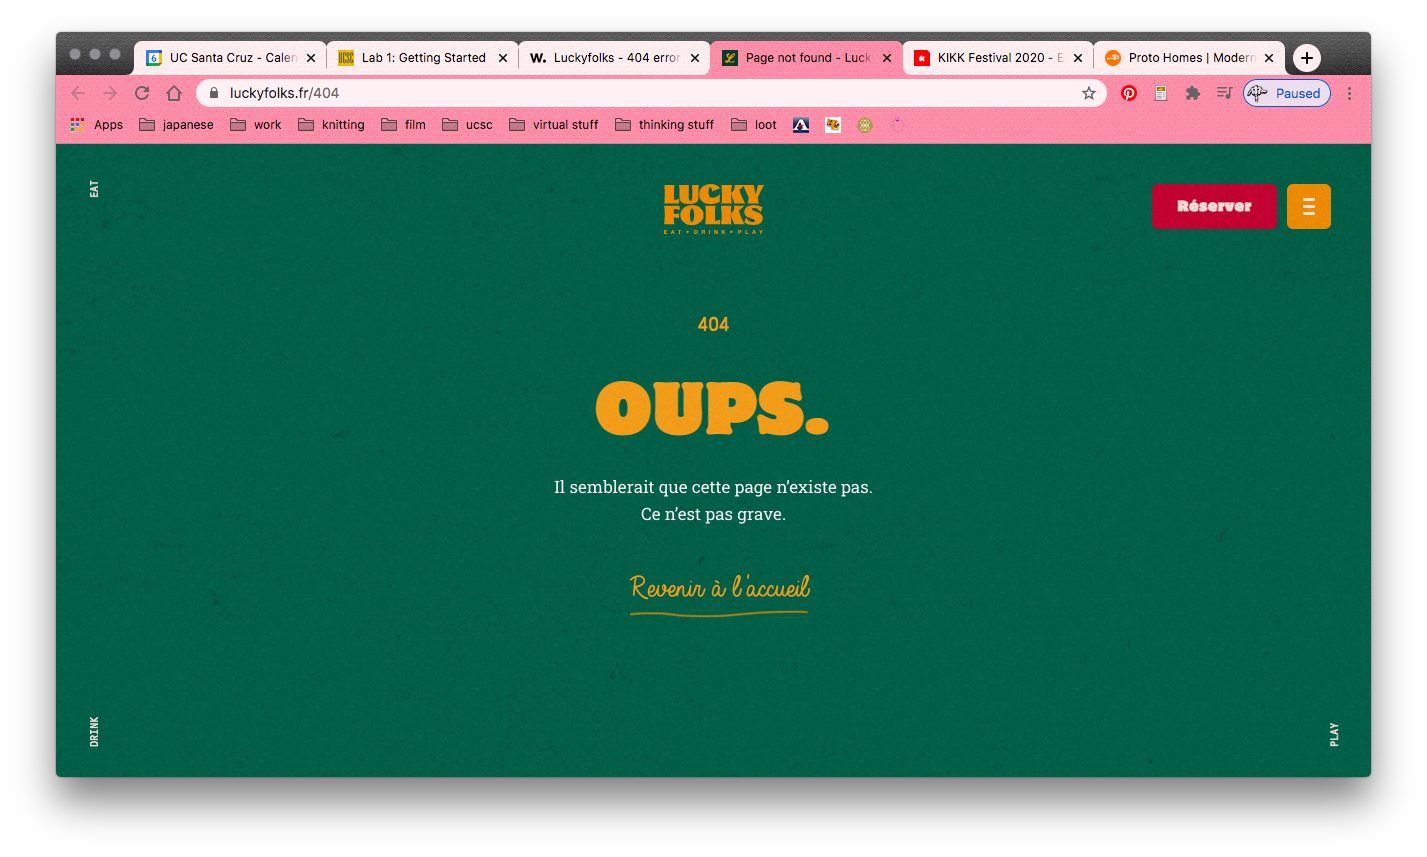 6 UC Santa Cruz - Calen
UCSC Lab 1: Getting Started
W. Luckyfolks - 404 error
L Page not found - Luck
KIKK Festival 2020 - E
Proto Homes | Modern
luckyfolks.fr/404
Paused
Apps japanese work knitting film ucsc virtual stuff thinking stuff loot
EAT
LUCKY
FOLKS
EAT • DRINK • PLAY
Réserver
404
OUPS.
Il semblerait que cette page n’existe pas.
Ce n’est pas grave.
Revenir à l'accueil
DRINK
PLAY